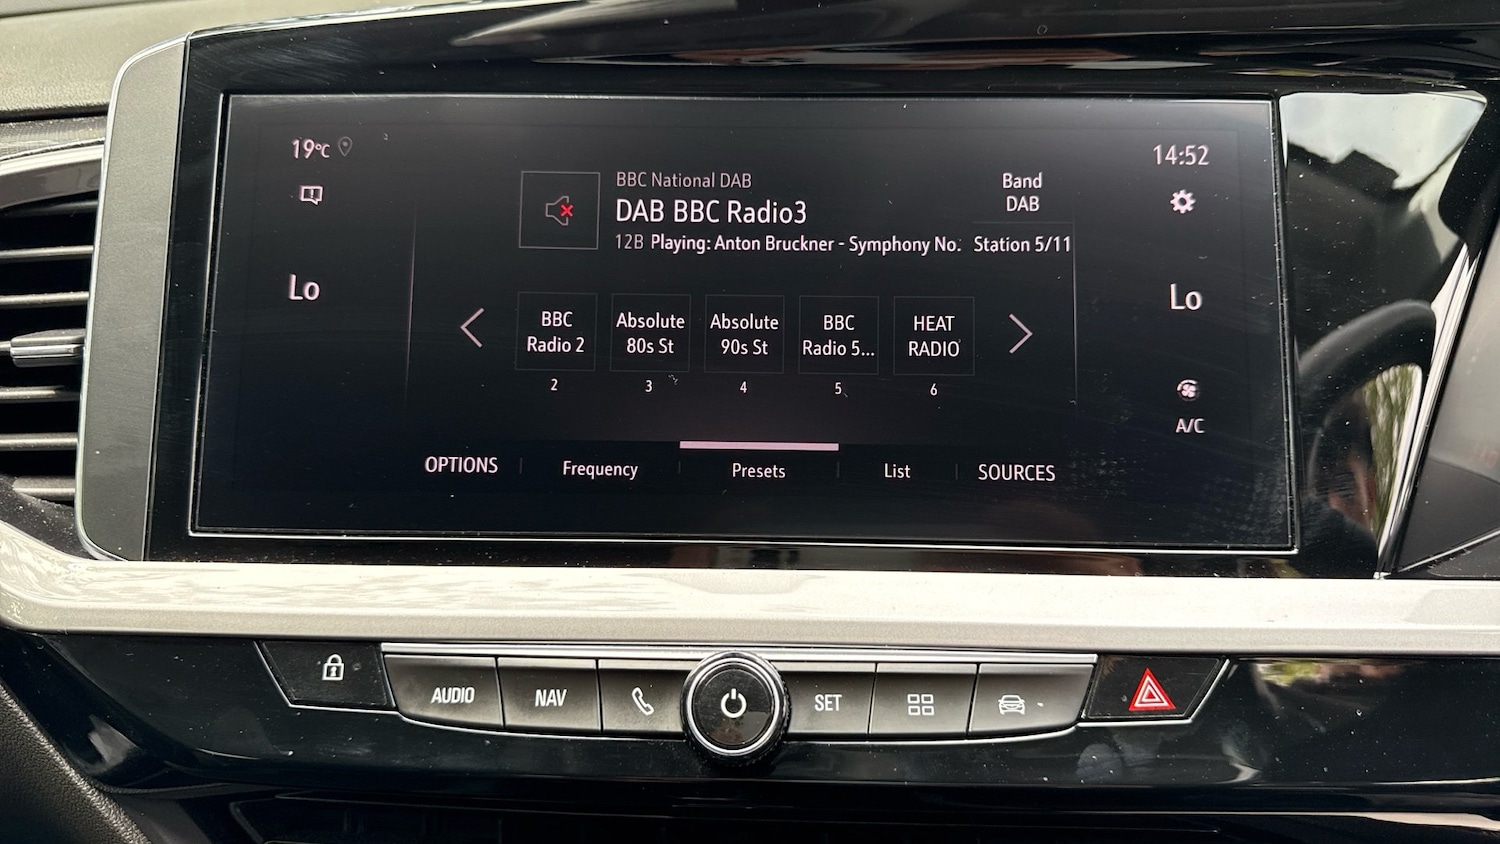 19°C
14:52
BBC National DAB
DAB BBC Radio3
12B Playing: Anton Bruckner - Symphony No.
Band
DAB
Station 5/11
Lo
Lo
BBC
Radio 2
2
Absolute
80s St
3
Absolute
90s St
4
BBC
Radio 5...
5
HEAT
RADIO
6
A/C
OPTIONS
Frequency
Presets
List
SOURCES
AUDIO
NAV
SET